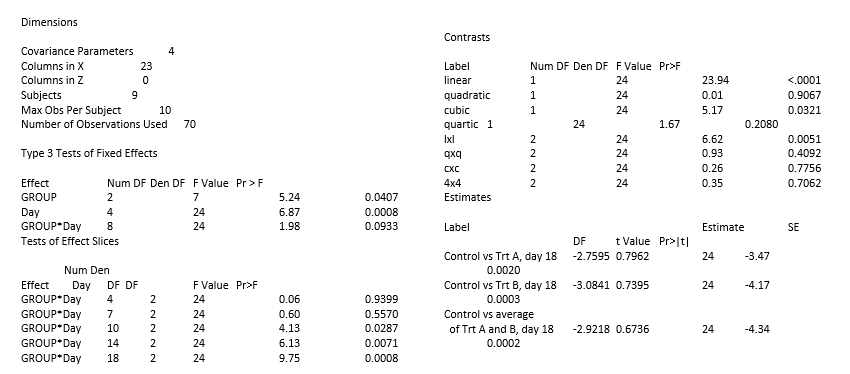 Dimensions
Covariance Parameters 4
Columns in X 23
Columns in Z 0
Subjects 9
Max Obs Per Subject 10
Number of Observations Used 70
Type 3 Tests of Fixed Effects
Effect Num DF Den DF F Value Pr > F
GROUP 2 7 5.24 0.0407
Day 4 24 6.87 0.0008
GROUP*Day 8 24 1.98 0.0933
Tests of Effect Slices
Num Den
Effect Day DF DF F Value Pr>F
GROUP*Day 4 2 24 0.06 0.9399
GROUP*Day 7 2 24 0.60 0.5570
GROUP*Day 10 2 24 4.13 0.0287
GROUP*Day 14 2 24 6.13 0.0071
GROUP*Day 18 2 24 9.75 0.0008
Contrasts
Label Num DF Den DF F Value Pr>F
linear 1 24 23.94 <.0001
quadratic 1 24 0.01 0.9067
cubic 1 24 5.17 0.0321
quartic 1 24 1.67 0.2080
lxl 2 24 6.62 0.0051
qxq 2 24 0.93 0.4092
cxc 2 24 0.26 0.7756
4x4 2 24 0.35 0.7062
Estimates
Label Estimate SE
DF t Value Pr>|t|
Control vs Trt A, day 18 -2.7595 0.7962 24 -3.47
0.0020
Control vs Trt B, day 18 -3.0841 0.7395 24 -4.17
0.0003
Control vs average
of Trt A and B, day 18 -2.9218 0.6736 24 -4.34
0.0002